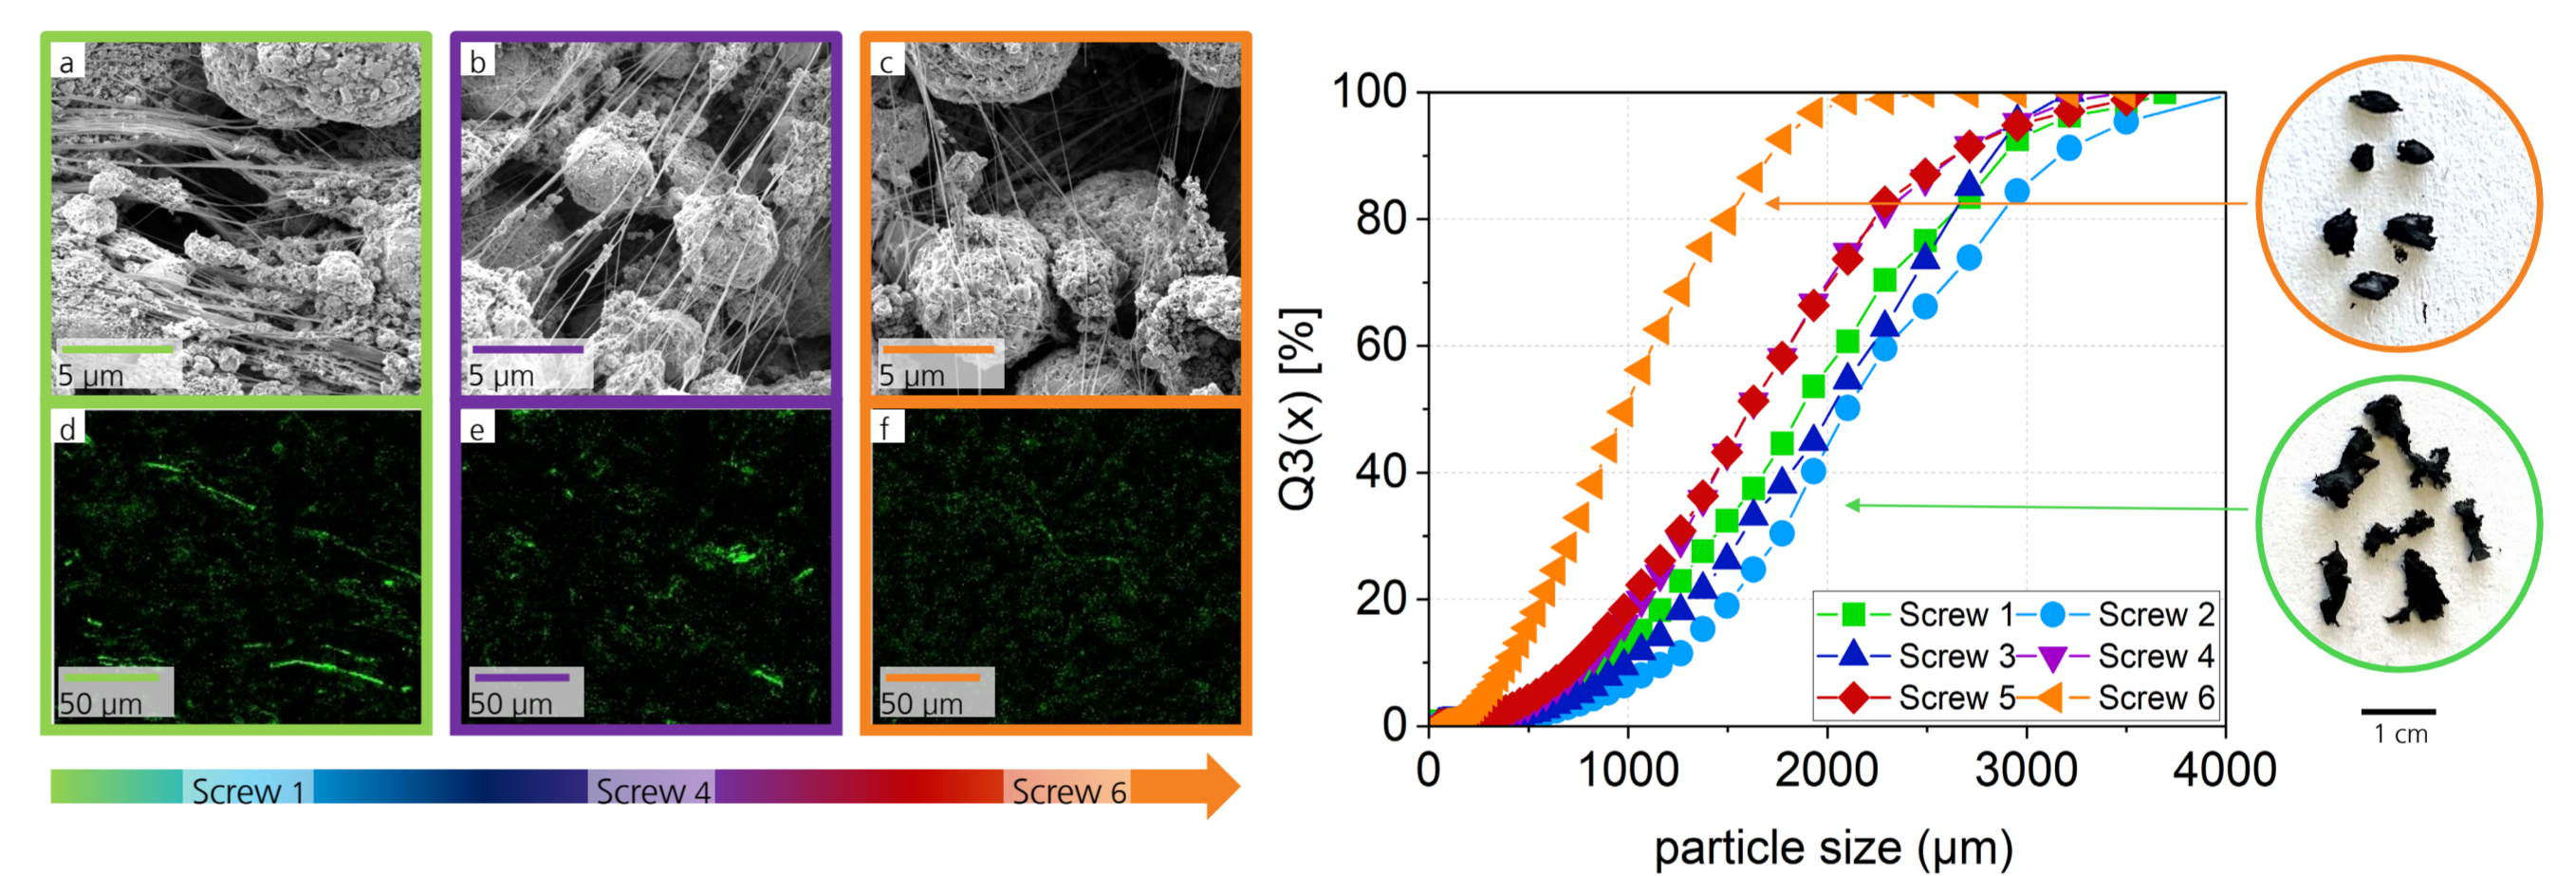 a
b
c
5 µm
5 µm
5 µm
d
e
f
50 µm
50 µm
50 µm
Screw 1
Screw 4
Screw 6
Q3(x) [%]
100
80
60
40
20
0
0
1000
2000
3000
4000
particle size (µm)
Screw 1
Screw 2
Screw 3
Screw 4
Screw 5
Screw 6
1 cm